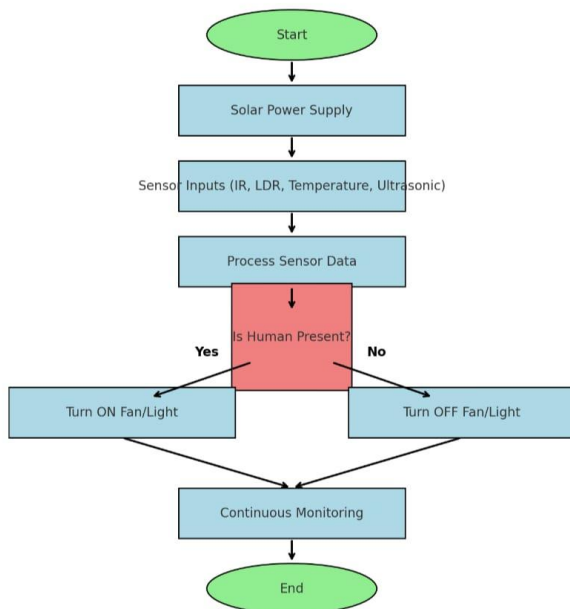 Start
Solar Power Supply
Sensor Inputs (IR, LDR, Temperature, Ultrasonic)
Process Sensor Data
Is Human Present?
Yes
No
Turn ON Fan/Light
Turn OFF Fan/Light
Continuous Monitoring
End